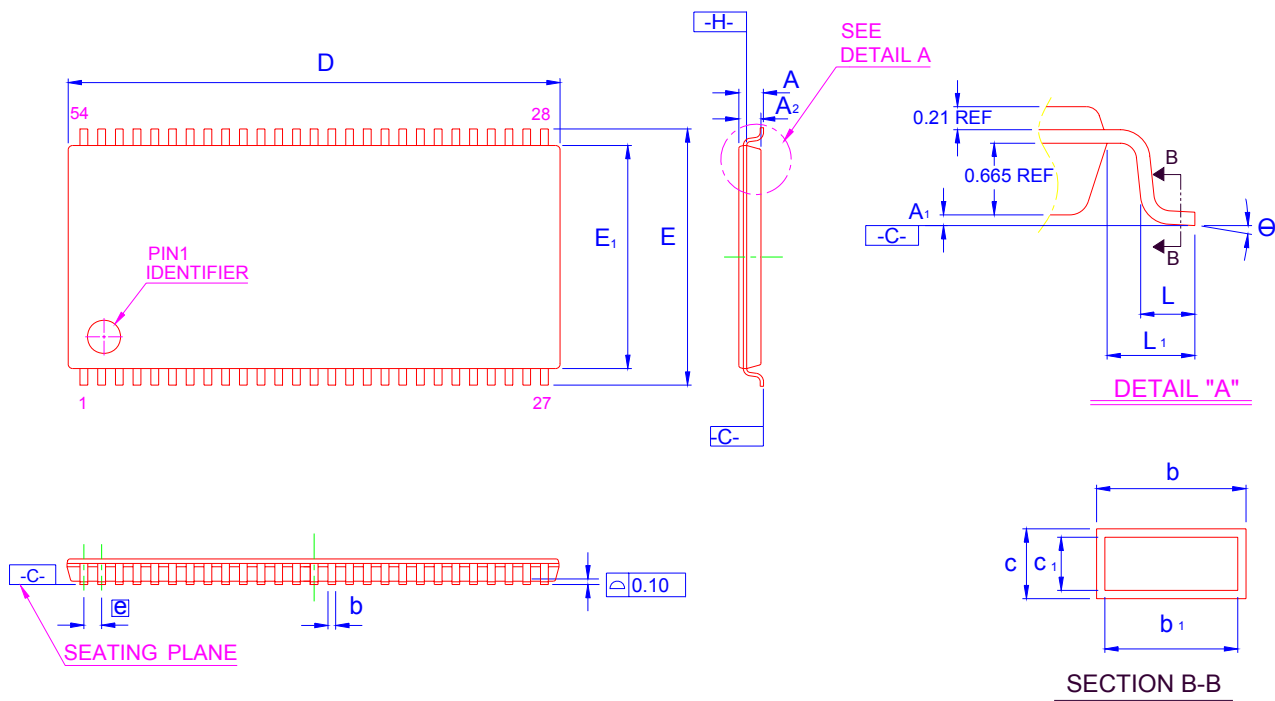 -H-
SEE
DETAIL A
D
A
A2
54
28
0.21 REF
B
0.665 REF
E1
E
A1
-C-
Θ
B
PIN1
IDENTIFIER
L
L1
1
27
DETAIL "A"
-C-
b
-C-
0.10
c
c1
e
b
b1
SEATING PLANE
SECTION B-B